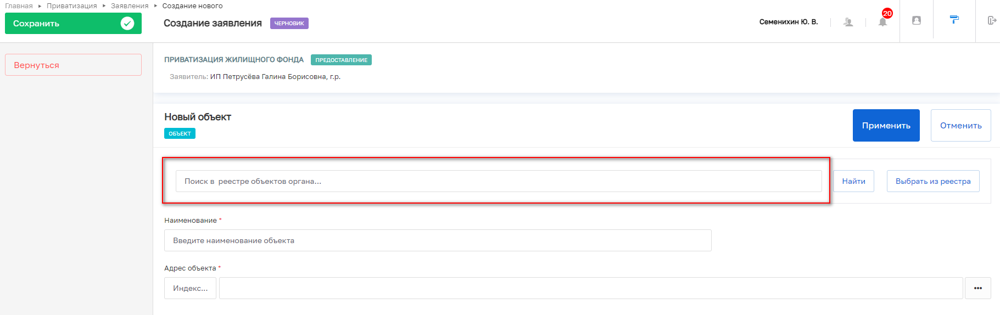 Главная ▸ Приватизация ▸ Заявления ▸ Создание нового
Сохранить
Создание заявления ЧЕРНОВИК
Семенихин Ю. В.
20
Вернуться
ПРИВАТИЗАЦИЯ ЖИЛИЩНОГО ФОНДА ПРЕДОСТАВЛЕНИЕ
Заявитель: ИП Петрусёва Галина Борисовна, г.р.
Новый объект
ОБЪЕКТ
Применить
Отменить
Поиск в  реестре объектов органа...
Найти
Выбрать из реестра
Наименование *
Введите наименование объекта
Адрес объекта *
Индекс...
•••